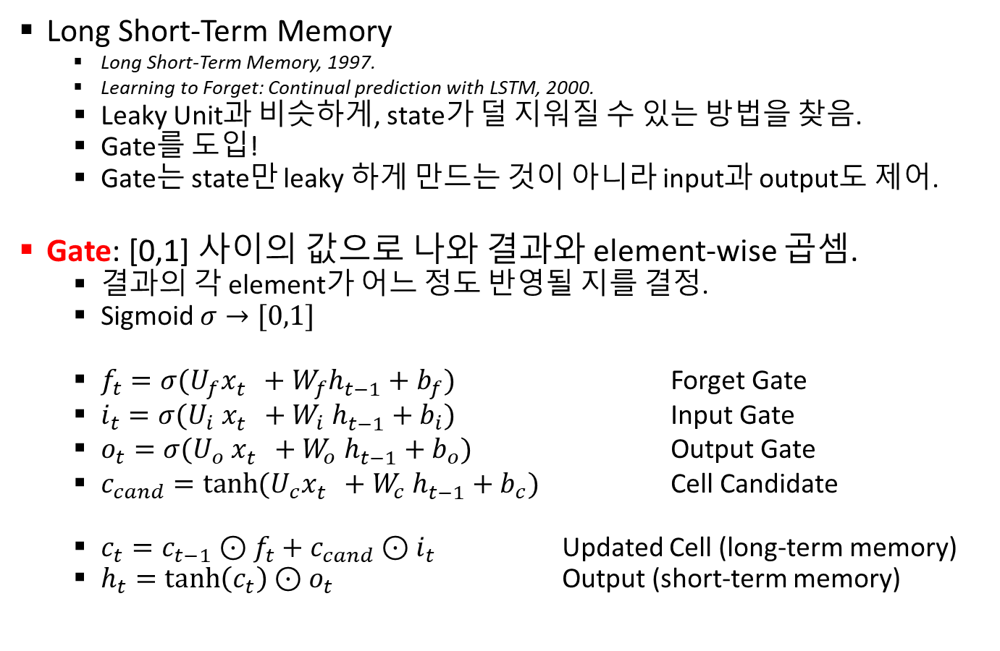 ▪ Long Short-Term Memory
▪ Long Short-Term Memory, 1997.
▪ Learning to Forget: Continual prediction with LSTM, 2000.
▪ Leaky Unit과 비슷하게, state가 덜 지워질 수 있는 방법을 찾음.
▪ Gate를 도입!
▪ Gate는 state만 leaky 하게 만드는 것이 아니라 input과 output도 제어.
▪ Gate: [0,1] 사이의 값으로 나와 결과와 element-wise 곱셈.
▪ 결과의 각 element가 어느 정도 반영될 지를 결정.
▪ Sigmoid σ → [0,1]
▪ f_t = σ(U_f x_t + W_f h_{t−1} + b_f) Forget Gate
▪ i_t = σ(U_i x_t + W_i h_{t−1} + b_i) Input Gate
▪ o_t = σ(U_o x_t + W_o h_{t−1} + b_o) Output Gate
▪ c_{cand} = tanh(U_c x_t + W_c h_{t−1} + b_c) Cell Candidate
▪ c_t = c_{t−1} ⊙ f_t + c_{cand} ⊙ i_t Updated Cell (long-term memory)
▪ h_t = tanh(c_t) ⊙ o_t Output (short-term memory)